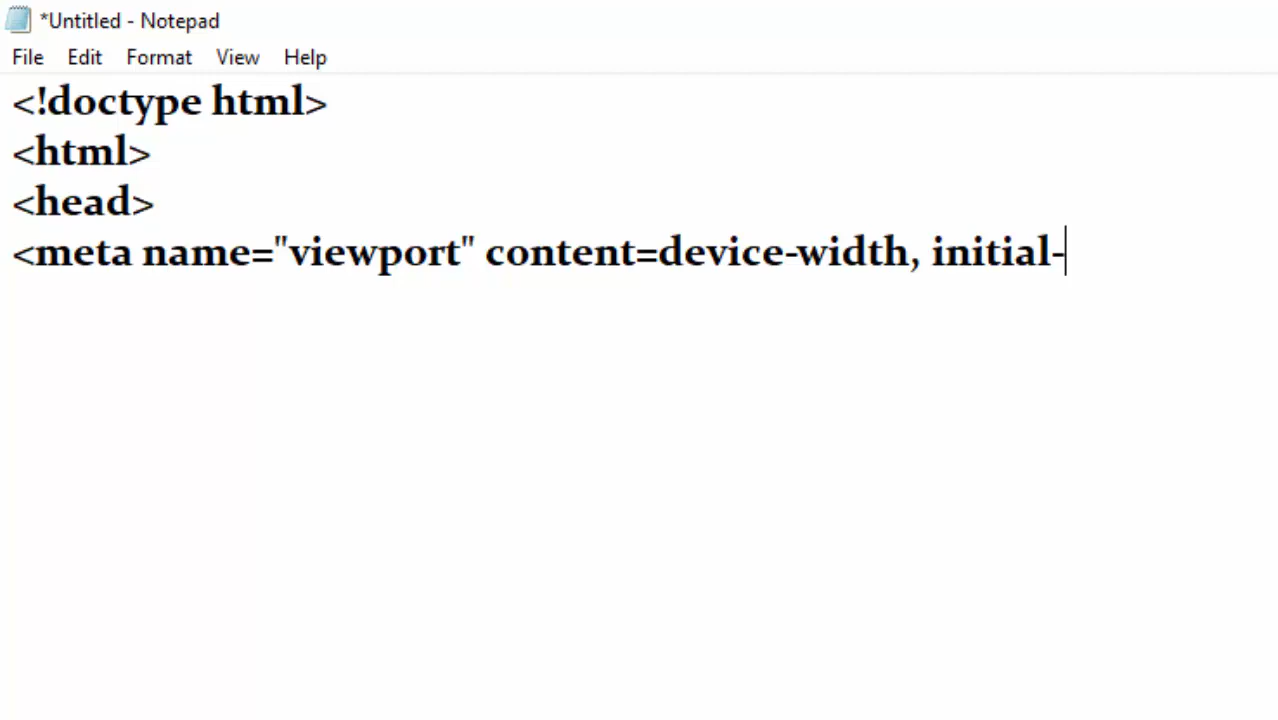 *Untitled - Notepad
File Edit Format View Help
<!doctype html>
<html>
<head>
<meta name="viewport" content=device-width, initial-